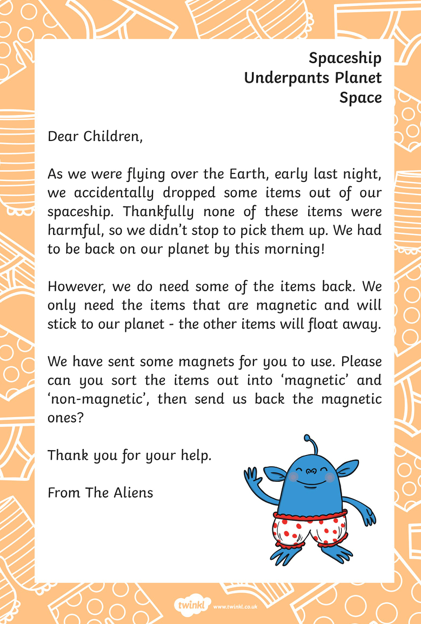 Spaceship
Underpants Planet
Space
Dear Children,
As we were flying over the Earth, early last night,
we accidentally dropped some items out of our
spaceship. Thankfully none of these items were
harmful, so we didn't stop to pick them up. We had
to be back on our planet by this morning!
However, we do need some of the items back. We
only need the items that are magnetic and will
stick to our planet - the other items will float away.
We have sent some magnets for you to use. Please
can you sort the items out into 'magnetic' and
'non-magnetic', then send us back the magnetic
ones?
Thank you for your help.
From The Aliens
twinkl www.twinkl.co.uk